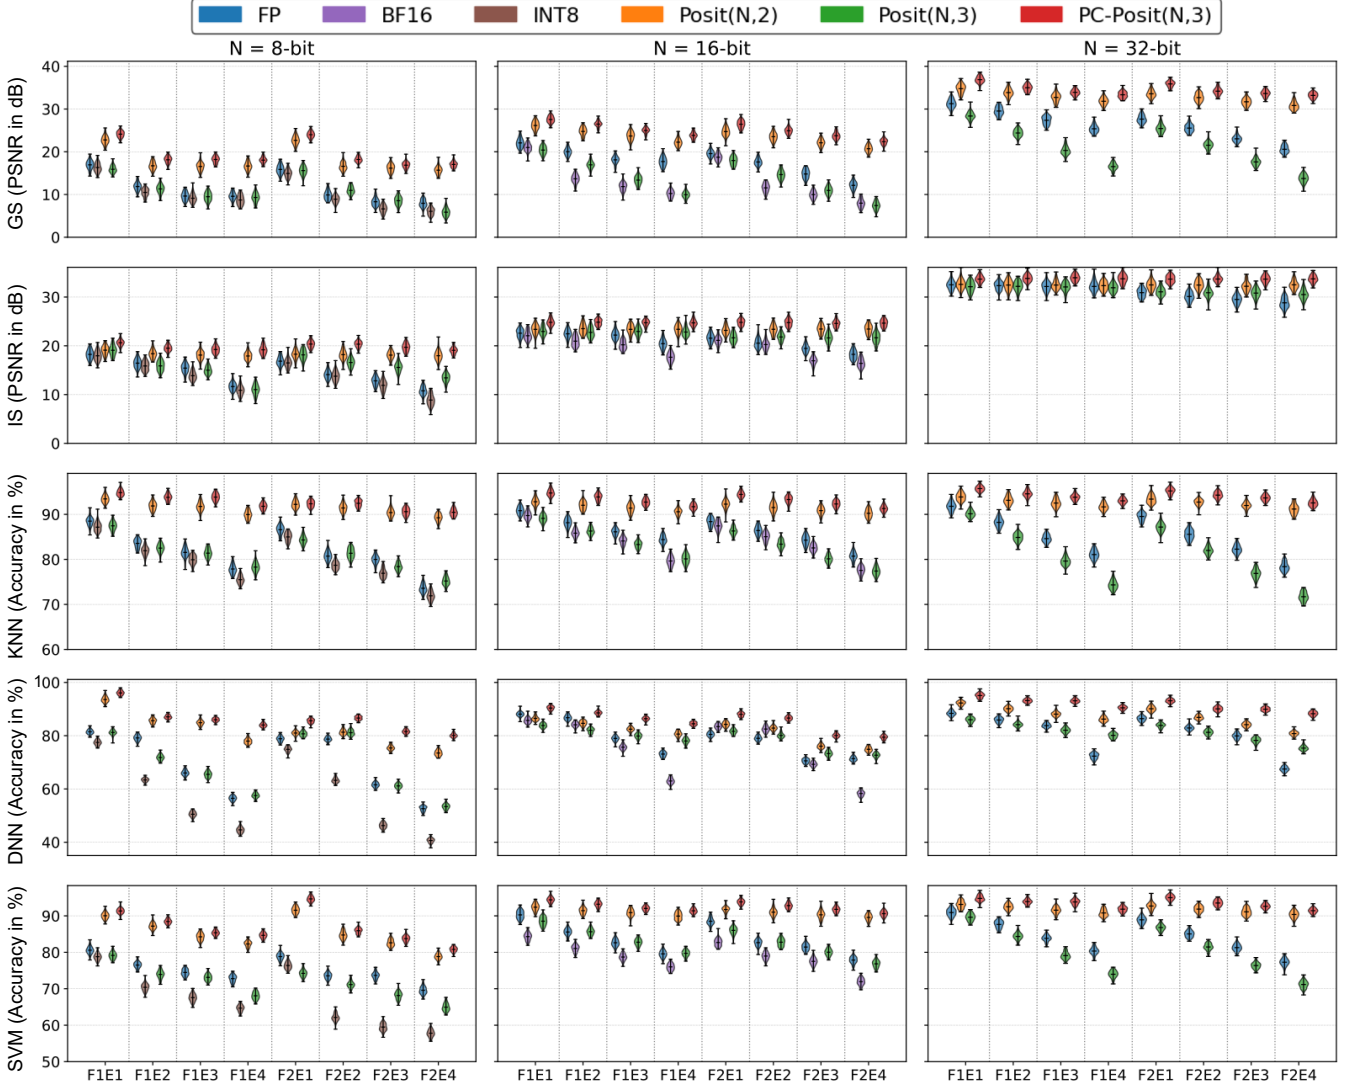 FP BF16 INT8 Posit(N,2) Posit(N,3) PC-Posit(N,3)
N = 8-bit N = 16-bit N = 32-bit
GS (PSNR in dB)
40
30
20
10
0
IS (PSNR in dB)
30
20
10
0
KNN (Accuracy in %)
90
80
70
60
DNN (Accuracy in %)
100
80
60
40
SVM (Accuracy in %)
90
80
70
60
50
F1E1 F1E2 F1E3 F1E4 F2E1 F2E2 F2E3 F2E4 F1E1 F1E2 F1E3 F1E4 F2E1 F2E2 F2E3 F2E4 F1E1 F1E2 F1E3 F1E4 F2E1 F2E2 F2E3 F2E4